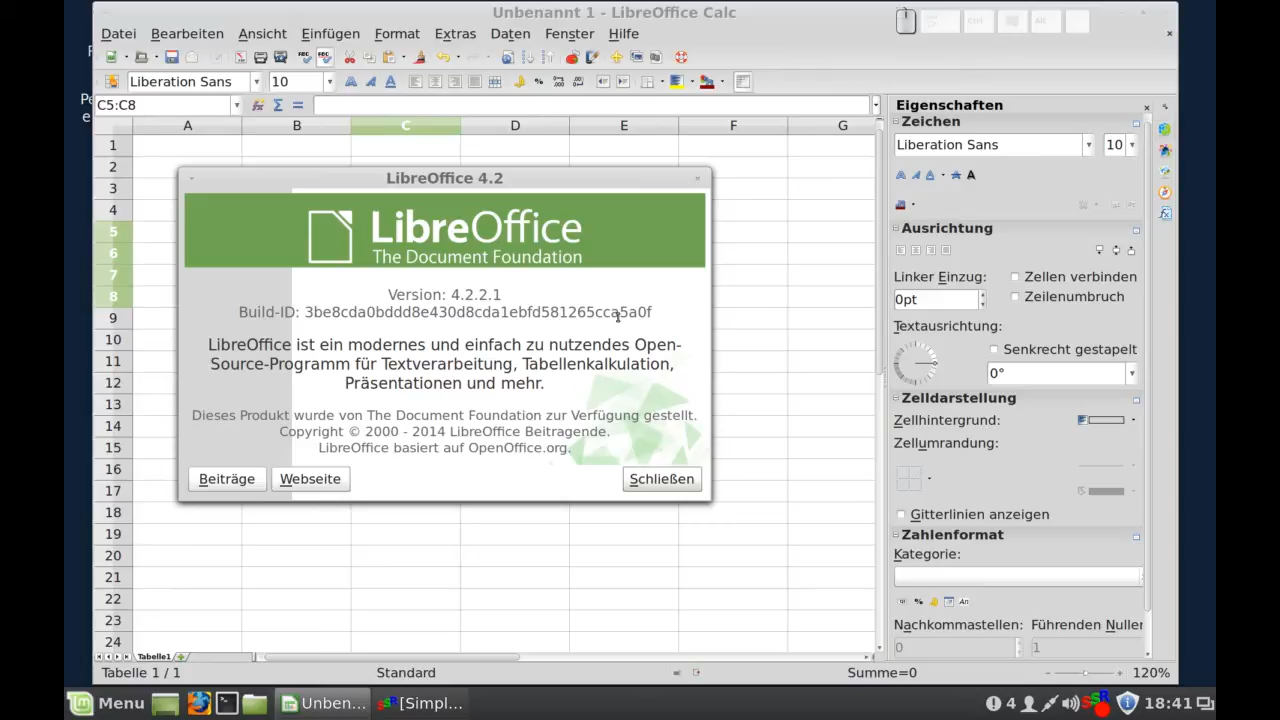 Unbenannt 1 - LibreOffice Calc
Datei Bearbeiten Ansicht Einfügen Format Extras Daten Fenster Hilfe
Liberation Sans 10
C5:C8
Eigenschaften
A B C D E F G
Zeichen
Liberation Sans 10
1
2
3
4
5
6
7
8
9
10
11
12
13
14
15
16
17
18
19
20
21
22
23
24
LibreOffice 4.2
LibreOffice
The Document Foundation
Version: 4.2.2.1
Build-ID: 3be8cda0bddd8e430d8cda1ebfd581265cca5a0f
LibreOffice ist ein modernes und einfach zu nutzendes Open-
Source-Programm für Textverarbeitung, Tabellenkalkulation,
Präsentationen und mehr.
Dieses Produkt wurde von The Document Foundation zur Verfügung gestellt.
Copyright © 2000 - 2014 LibreOffice Beitragende.
LibreOffice basiert auf OpenOffice.org.
Beiträge Webseite Schließen
Ausrichtung
Linker Einzug: Zellen verbinden
0pt Zeilenumbruch
Textausrichtung:
Senkrecht gestapelt
0°
Zelldarstellung
Zellhintergrund:
Zellumrandung:
Gitterlinien anzeigen
Zahlenformat
Kategorie:
Nachkommastellen: Führenden Nuller
0 1
Tabelle1
Tabelle 1 / 1 Standard Summe=0 120%
Menu Unben... [Simpl... 4 18:41